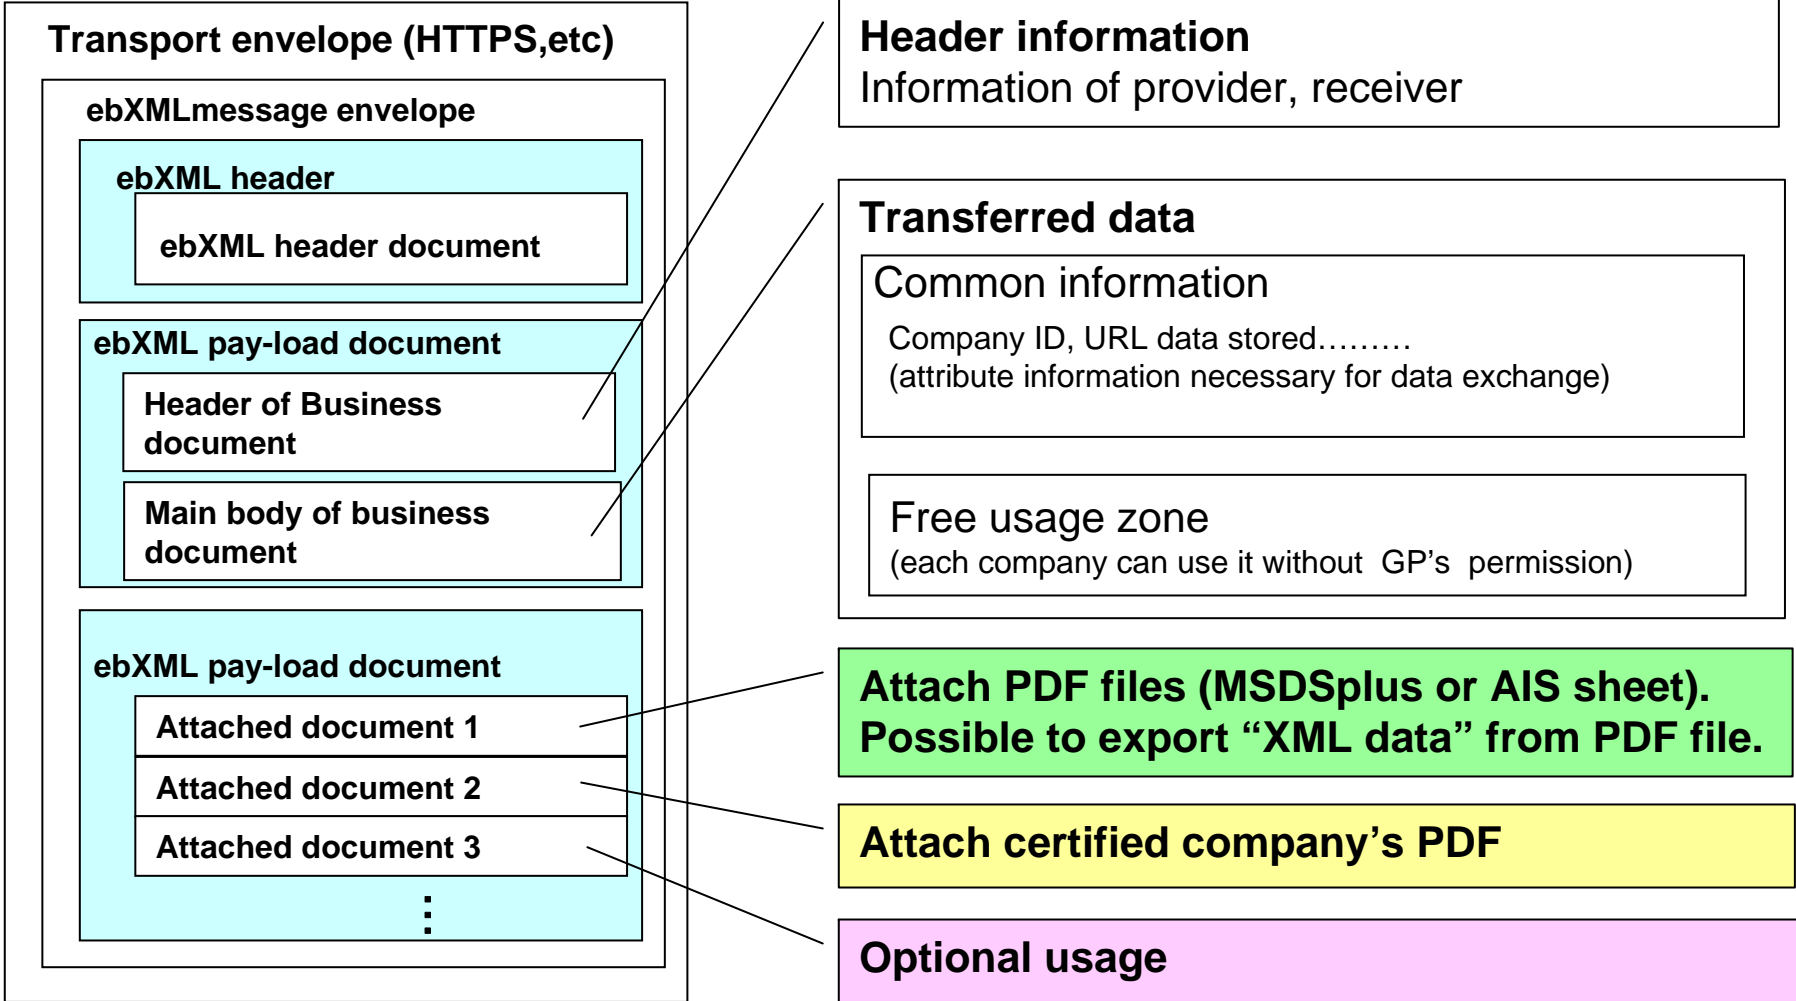 Transport envelope (HTTPS,etc)
ebXMLmessage envelope
ebXML header
ebXML header document
ebXML pay-load document
Header of Business
document
Main body of business
document
ebXML pay-load document
Attached document 1
Attached document 2
Attached document 3
⋮
Header information
Information of provider, receiver
Transferred data
Common information
Company ID, URL data stored………
(attribute information necessary for data exchange)
Free usage zone
(each company can use it without  GP’s  permission)
Attach PDF files (MSDSplus or AIS sheet).
Possible to export “XML data” from PDF file.
Attach certified company’s PDF
Optional usage